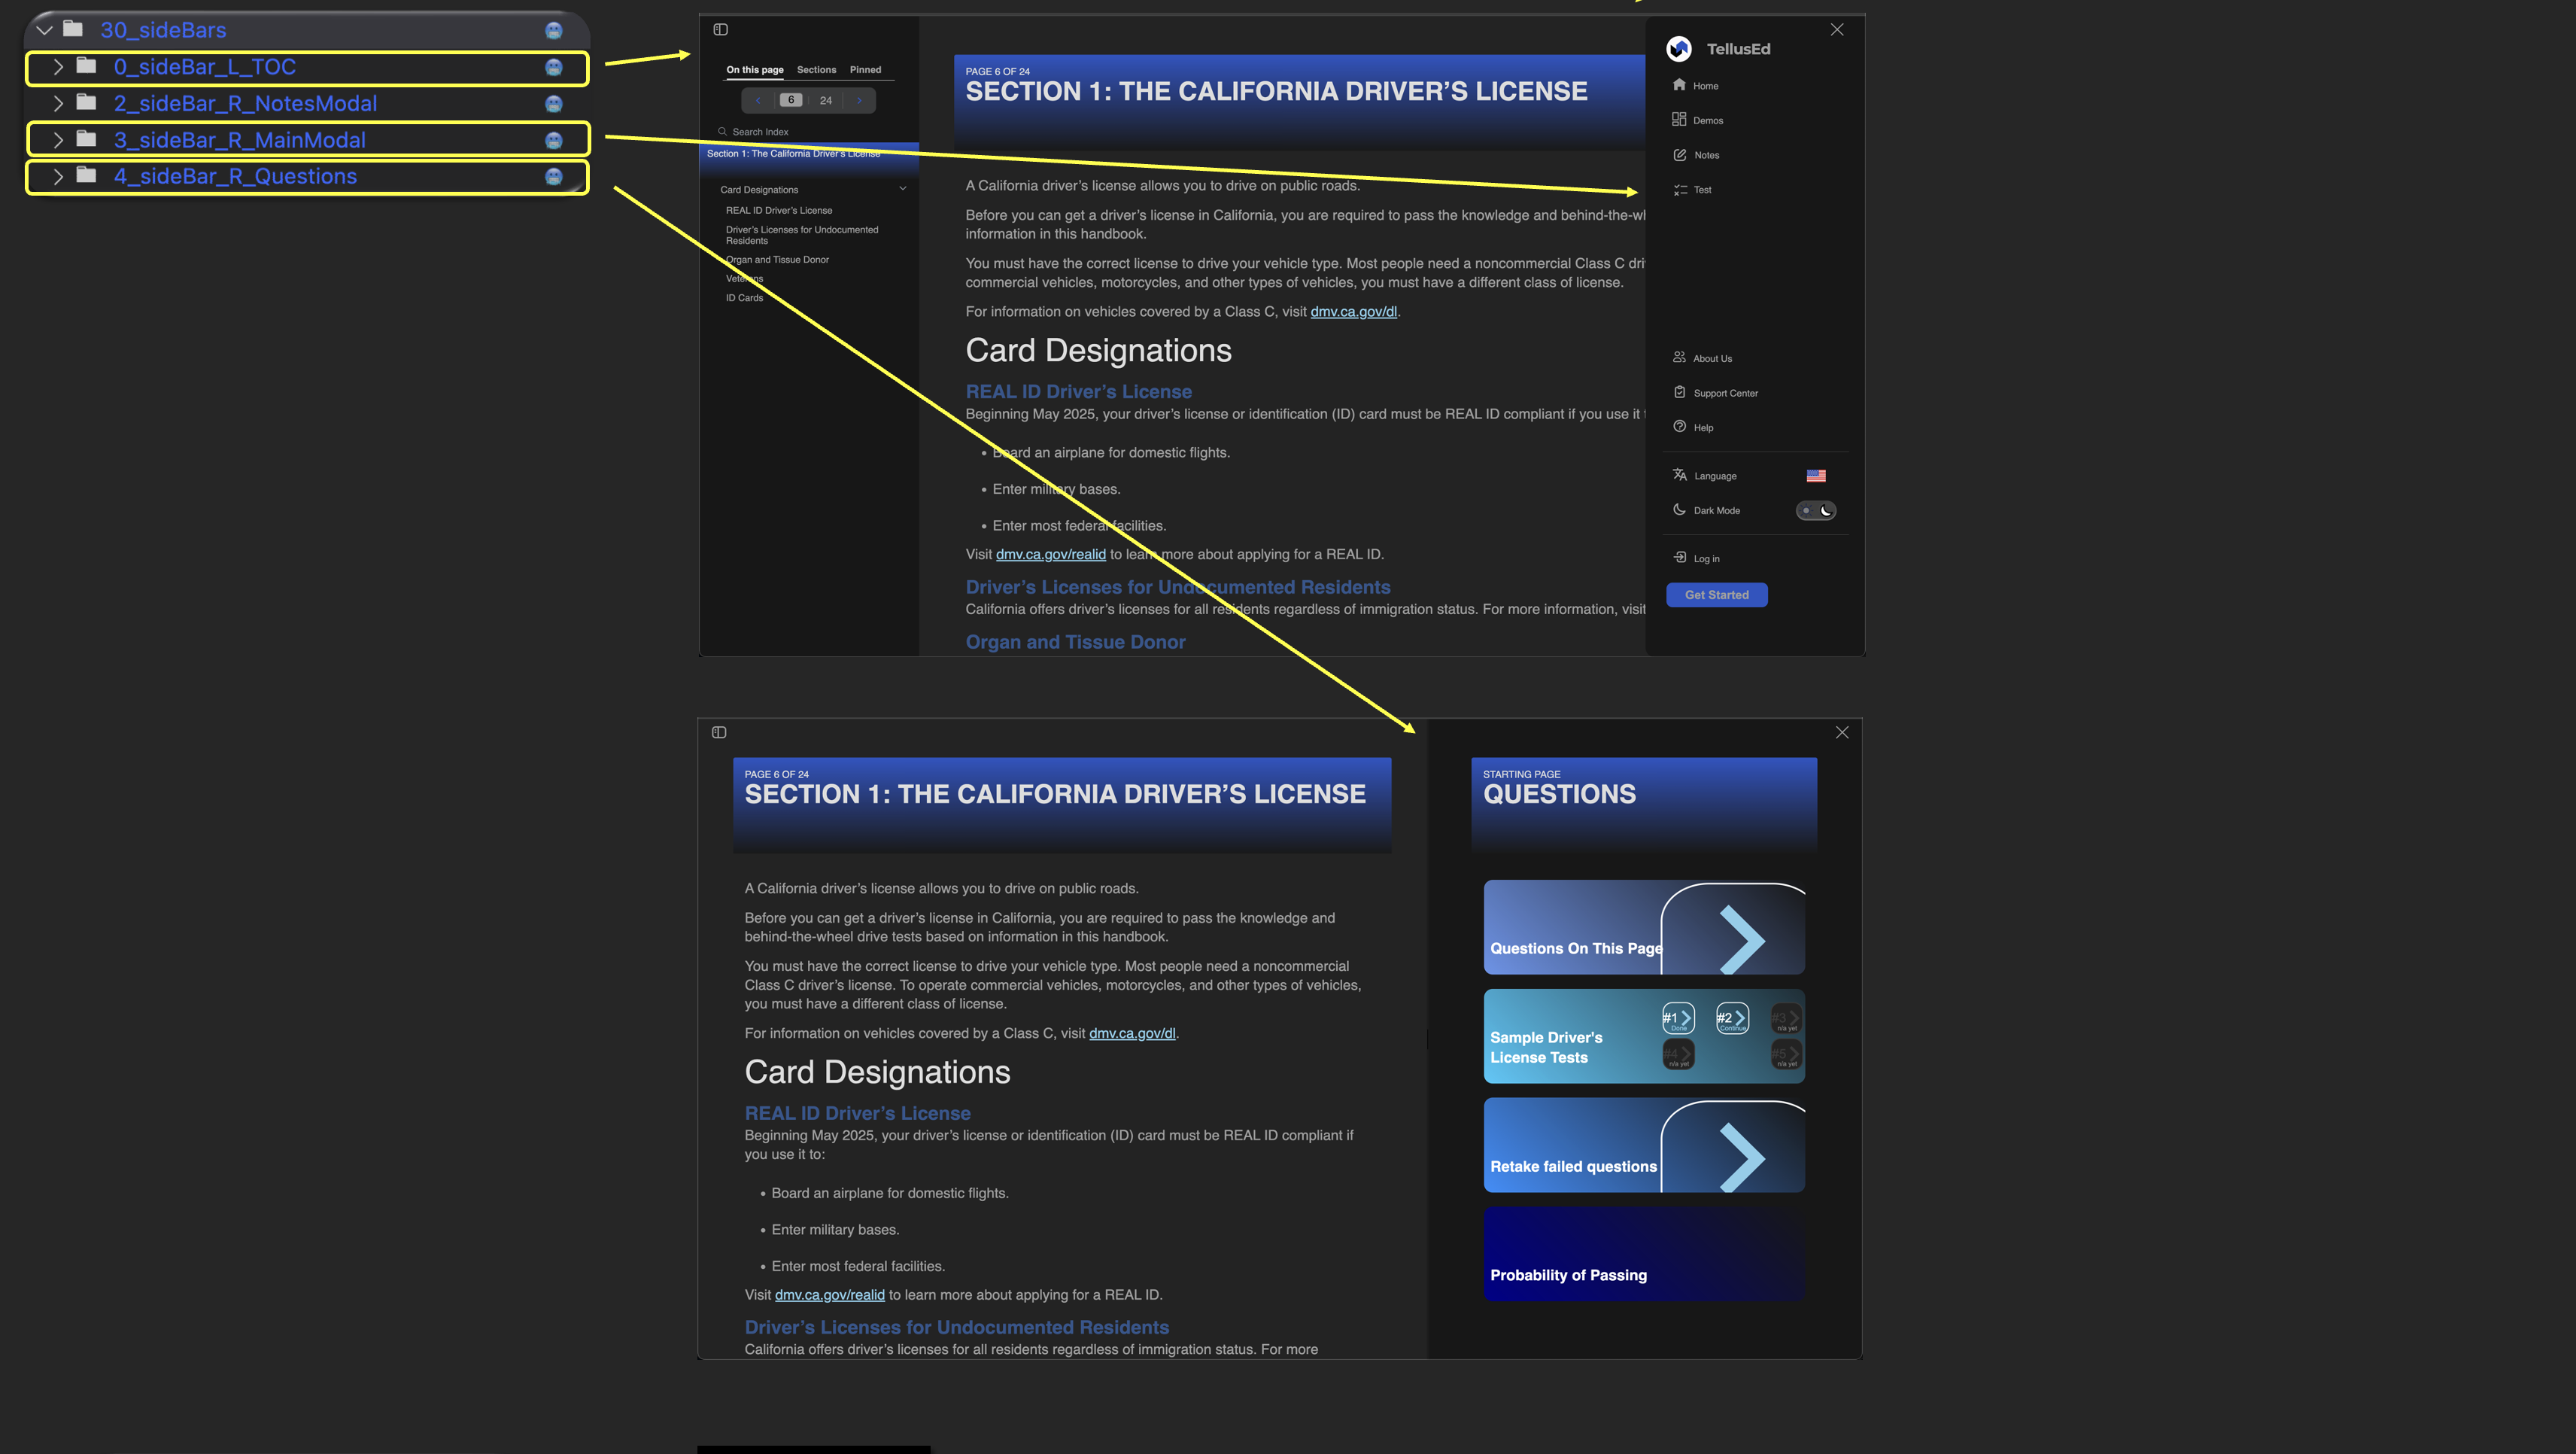 30_sideBars
0_sideBar_L_TOC
2_sideBar_R_NotesModal
3_sideBar_R_MainModal
4_sideBar_R_Questions
On this page Sections Pinned
6 24
Search Index
Section 1: The California Driver's License
Card Designations
REAL ID Driver's License
Driver's Licenses for Undocumented
Residents
Organ and Tissue Donor
Veterans
ID Cards
PAGE 6 OF 24
SECTION 1: THE CALIFORNIA DRIVER'S LICENSE
A California driver's license allows you to drive on public roads.
Before you can get a driver's license in California, you are required to pass the knowledge and behind-the-wh
information in this handbook.
You must have the correct license to drive your vehicle type. Most people need a noncommercial Class C dri
commercial vehicles, motorcycles, and other types of vehicles, you must have a different class of license.
For information on vehicles covered by a Class C, visit dmv.ca.gov/dl.
Card Designations
REAL ID Driver's License
Beginning May 2025, your driver's license or identification (ID) card must be REAL ID compliant if you use it t
• Board an airplane for domestic flights.
• Enter military bases.
• Enter most federal facilities.
Visit dmv.ca.gov/realid to learn more about applying for a REAL ID.
Driver's Licenses for Undocumented Residents
California offers driver's licenses for all residents regardless of immigration status. For more information, visit
Organ and Tissue Donor
TellusEd
Home
Demos
Notes
Test
About Us
Support Center
Help
Language
Dark Mode
Log in
Get Started
PAGE 6 OF 24
SECTION 1: THE CALIFORNIA DRIVER'S LICENSE
A California driver's license allows you to drive on public roads.
Before you can get a driver's license in California, you are required to pass the knowledge and
behind-the-wheel drive tests based on information in this handbook.
You must have the correct license to drive your vehicle type. Most people need a noncommercial
Class C driver's license. To operate commercial vehicles, motorcycles, and other types of vehicles,
you must have a different class of license.
For information on vehicles covered by a Class C, visit dmv.ca.gov/dl.
Card Designations
REAL ID Driver's License
Beginning May 2025, your driver's license or identification (ID) card must be REAL ID compliant if
you use it to:
• Board an airplane for domestic flights.
• Enter military bases.
• Enter most federal facilities.
Visit dmv.ca.gov/realid to learn more about applying for a REAL ID.
Driver's Licenses for Undocumented Residents
California offers driver's licenses for all residents regardless of immigration status. For more
STARTING PAGE
QUESTIONS
Questions On This Page
Sample Driver's
License Tests
#1 Done
#2 Continue
#3 n/a yet
#4 n/a yet
#5 n/a yet
Retake failed questions
Probability of Passing